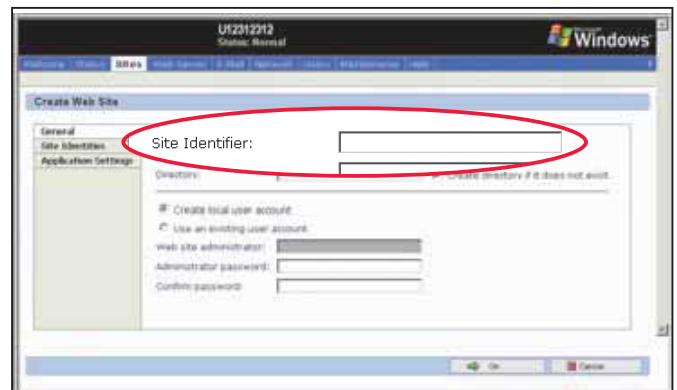 U12312312
Status: Normal
Microsoft
Windows
Welcome Status Sites Web Server E-Mail Network Users Maintenance Help
Create Web Site
General
Site Identifier:
Site Identities
Application Settings
Directory:
Create directory if it does not exist.
Create local user account
Use an existing user account
Web site administrator:
Administrator password:
Confirm password:
OK Cancel